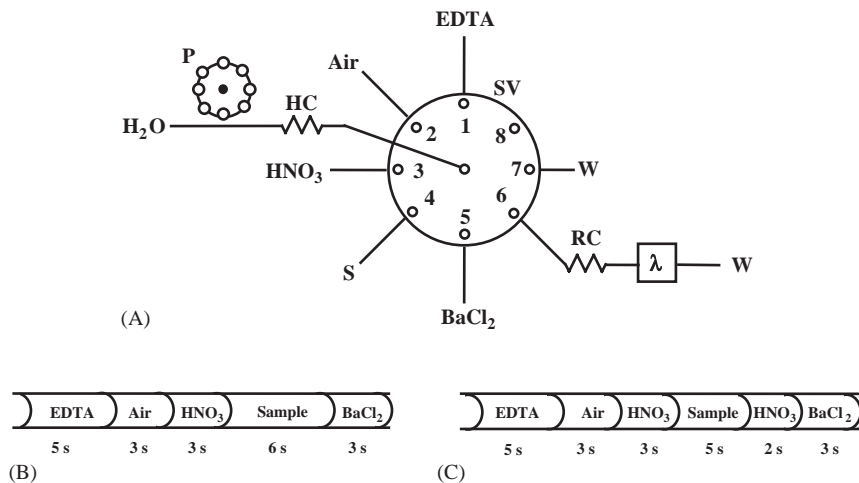 EDTA
P
Air
SV
HC
1
2
8
H₂O
HNO₃
3
7
W
4
6
5
RC
S
λ
W
BaCl₂
(A)
EDTA Air HNO₃ Sample BaCl₂
5 s 3 s 3 s 6 s 3 s
(B)
EDTA Air HNO₃ Sample HNO₃ BaCl₂
5 s 3 s 3 s 5 s 2 s 3 s
(C)